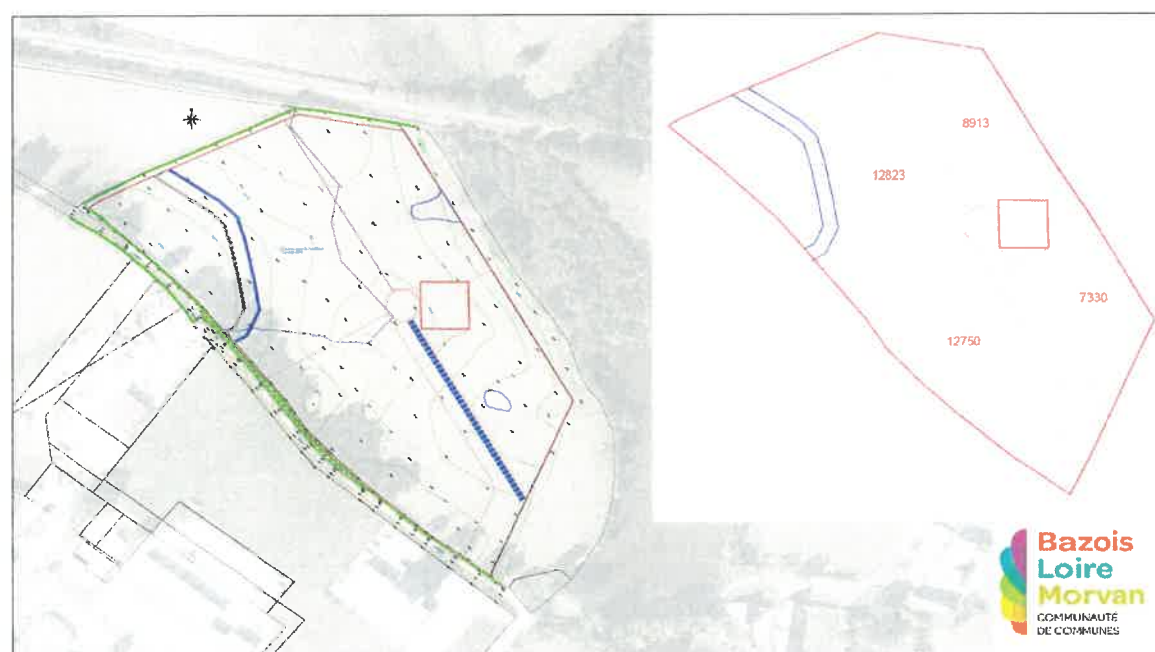 8913
12823
7330
12750
Bazois
Loire
Morvan
COMMUNAUTÉ
DE COMMUNES